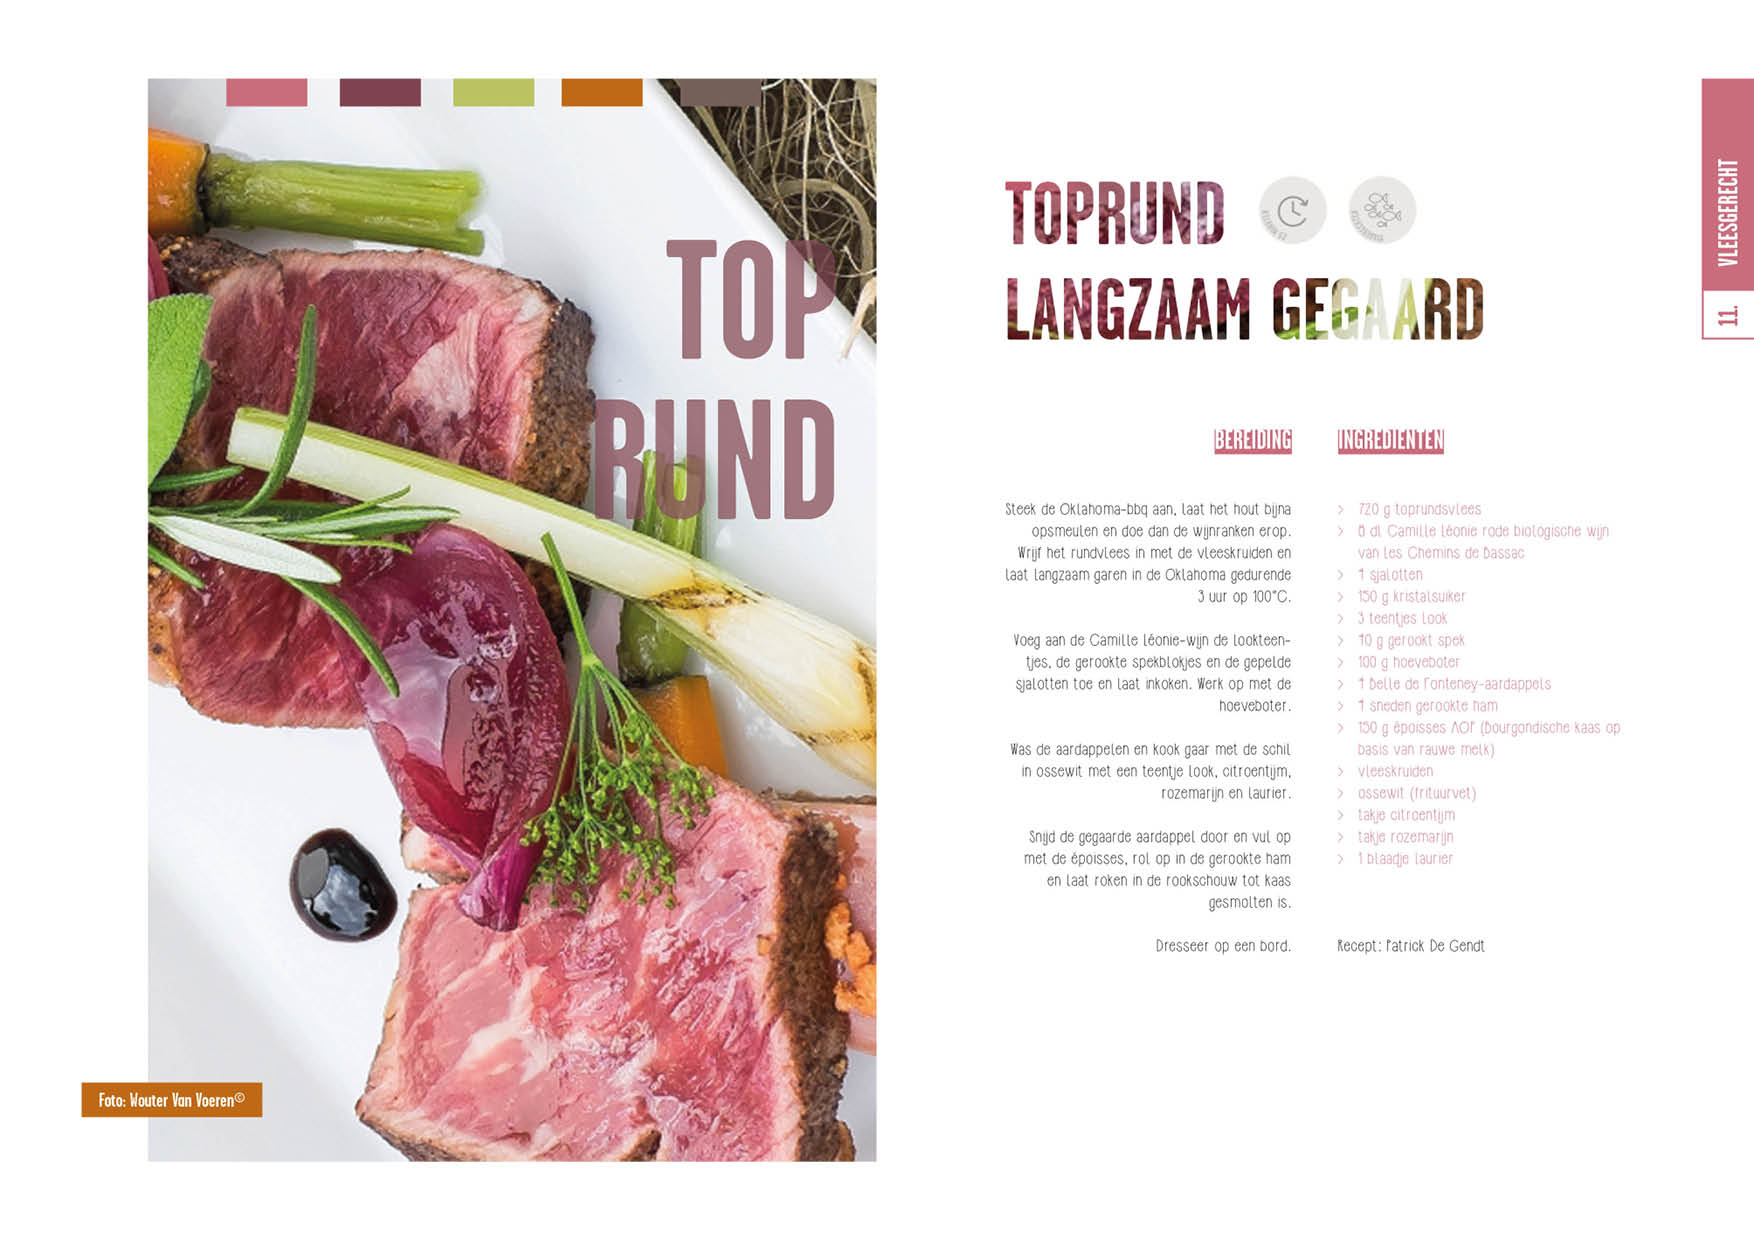 TOP
RUND
Foto: Wouter Van Voeren©
TOPRUND
LANGZAAM GEGAARD
VLEESGERECHT
11.
BEREIDING
Steek de Oklahoma-bbq aan, laat het hout bijna
opsmeulen en doe dan de wijnranken erop.
Wrijf het rundvlees in met de vleeskruiden en
laat langzaam garen in de Oklahoma gedurende
3 uur op 100°C.
Voeg aan de Camille Léonie-wijn de lookteen-
tjes, de gerookte spekblokjes en de gepelde
sjalotten toe en laat inkoken. Werk op met de
hoeveboter.
Was de aardappelen en kook gaar met de schil
in ossewit met een teentje look, citroentijm,
rozemarijn en laurier.
Snijd de gegaarde aardappel door en vul op
met de époisses, rol op in de gerookte ham
en laat roken in de rookschouw tot kaas
gesmolten is.
Dresseer op een bord.
INGREDIENTEN
> 720 g toprundsvlees
> 8 dl Camille Léonie rode biologische wijn
van Les Chemins de Bassac
> 4 sjalotten
> 150 g kristalsuiker
> 3 teentjes look
> 40 g gerookt spek
> 100 g hoeveboter
> 4 Belle de Fonteney-aardappels
> 4 sneden gerookte ham
> 150 g époisses AOP (Bourgondische kaas op
basis van rauwe melk)
> vleeskruiden
> ossewit (frituurvet)
> takje citroentijm
> takje rozemarijn
> 1 blaadje laurier
Recept: Patrick De Gendt